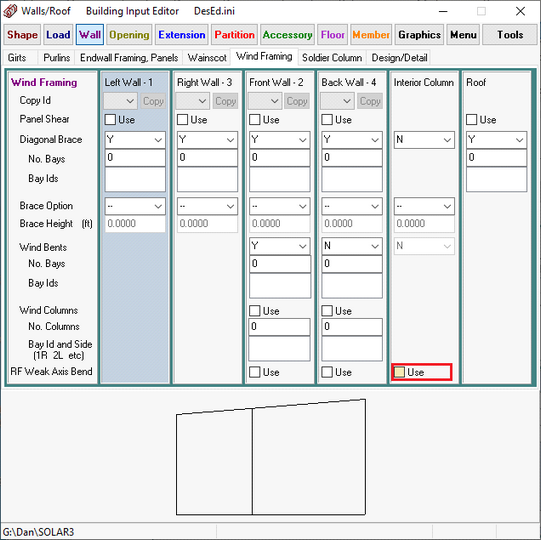 Walls/Roof Building Input Editor DesEd.ini
Shape Load Wall Opening Extension Partition Accessory Floor Member Graphics Menu Tools
Girts Purlins Endwall Framing, Panels Wainscot Wind Framing Soldier Column Design/Detail
Wind Framing Left Wall - 1 Right Wall - 3 Front Wall - 2 Back Wall - 4 Interior Column Roof
Copy Id Copy Copy Copy Copy
Panel Shear Use Use Use Use Use
Diagonal Brace Y Y Y Y N Y
No. Bays 0 0 0 0 0
Bay Ids
Brace Option -- -- -- -- --
Brace Height (ft) 0.0000 0.0000 0.0000 0.0000 0.0000
Wind Bents Y N N
No. Bays 0 0
Bay Ids
Wind Columns Use Use
No. Columns 0 0
Bay Id and Side
(1R 2L etc)
RF Weak Axis Bend Use Use Use
G:\Dan\SOLAR3